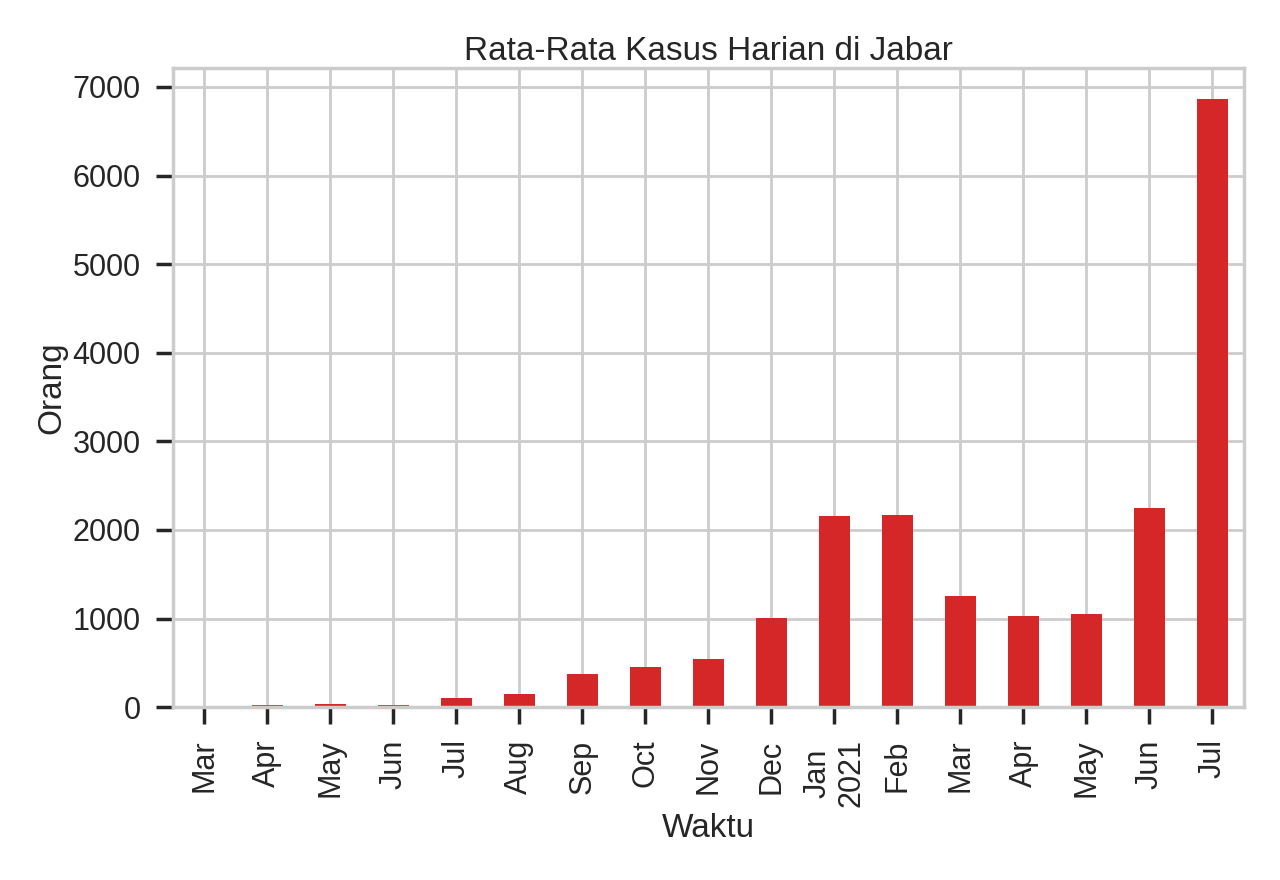 Rata-Rata Kasus Harian di Jabar
7000
6000
5000
4000
3000
2000
1000
0
Orang
Mar
Apr
May
Jun
Jul
Aug
Sep
Oct
Nov
Dec
Jan
2021
Feb
Mar
Apr
May
Jun
Jul
Waktu